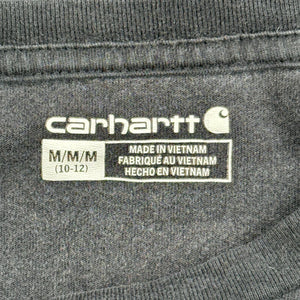 carhartt
M/M/M
(10-12)
MADE IN VIETNAM
FABRIQUÉ AU VIETNAM
HECHO EN VIETNAM